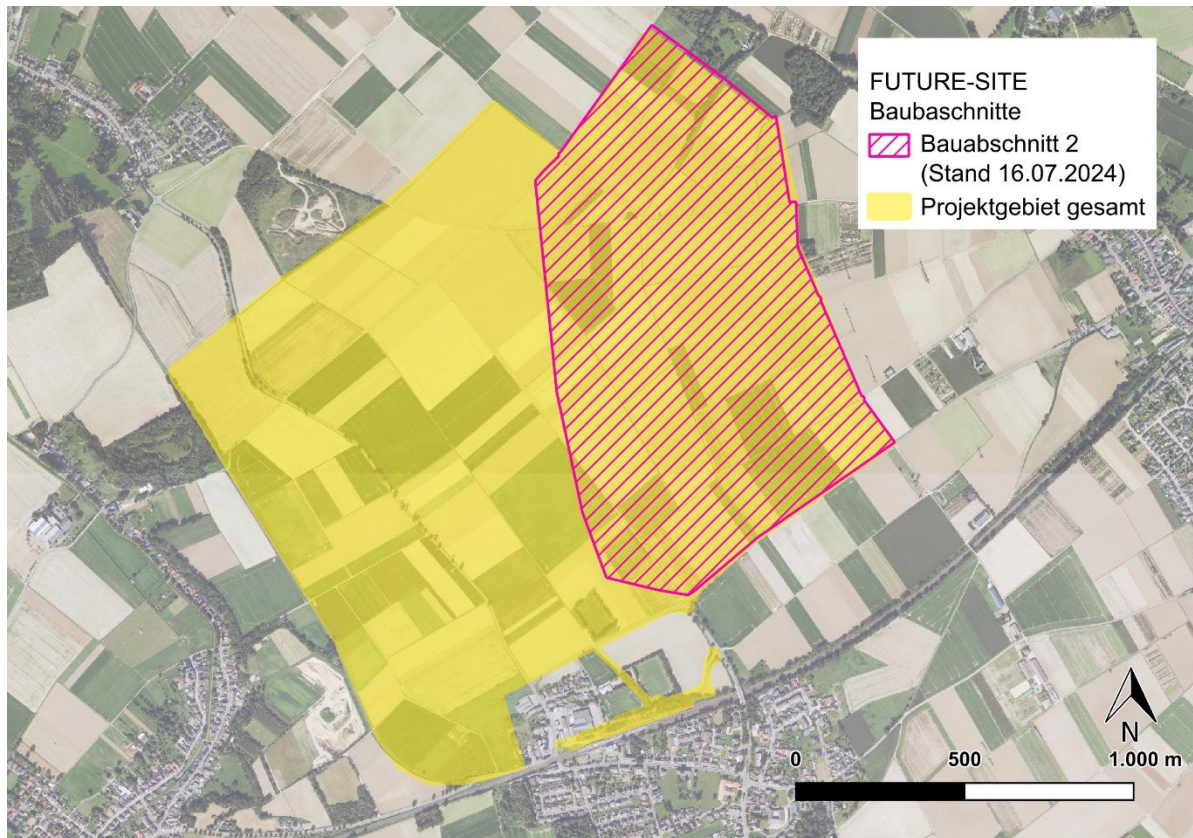 FUTURE-SITE
Baubaschnitte
Bauabschnitt 2
(Stand 16.07.2024)
Projektgebiet gesamt
N
0 500 1.000 m